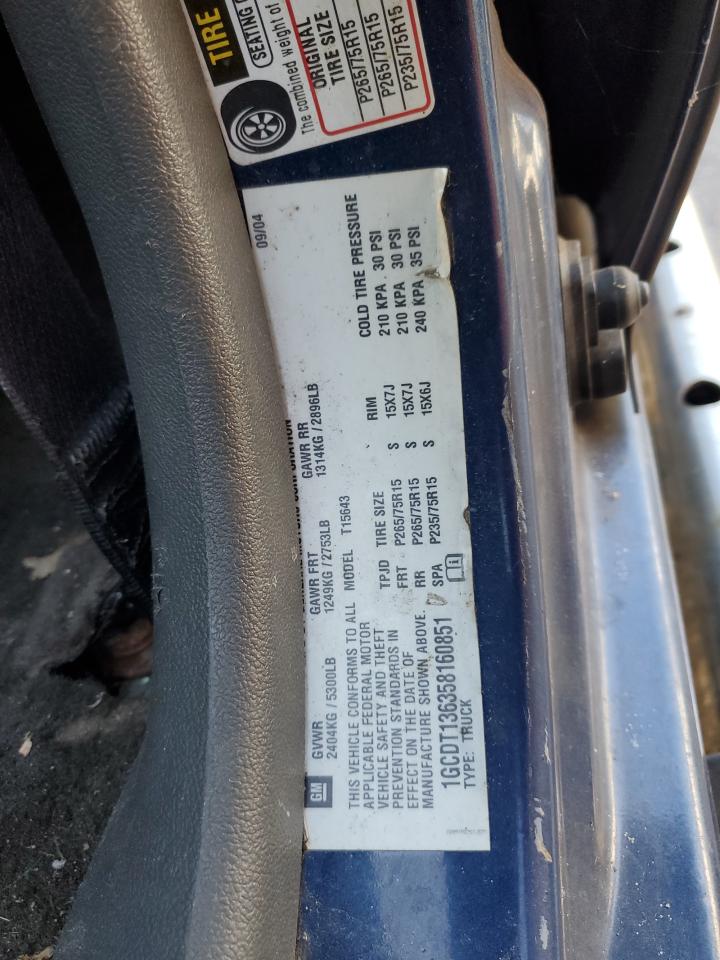 TIRE
SEATING
The combined weight of
ORIGINAL
TIRE SIZE
P265/75R15
P265/75R15
P235/75R15
09/04
GM
CORPORATION
GVWR GAWR FRT GAWR RR
2404KG / 5300LB 1249KG / 2753LB 1314KG / 2896LB
THIS VEHICLE CONFORMS TO ALL
APPLICABLE FEDERAL MOTOR
VEHICLE SAFETY AND THEFT
PREVENTION STANDARDS IN
EFFECT ON THE DATE OF
MANUFACTURE SHOWN ABOVE.
MODEL T15643
TPJD TIRE SIZE RIM COLD TIRE PRESSURE
FRT P265/75R15 S 15X7J 210 KPA 30 PSI
RR P265/75R15 S 15X7J 210 KPA 30 PSI
SPA P235/75R15 S 15X6J 240 KPA 35 PSI
1GCDT136358160851
TYPE: TRUCK